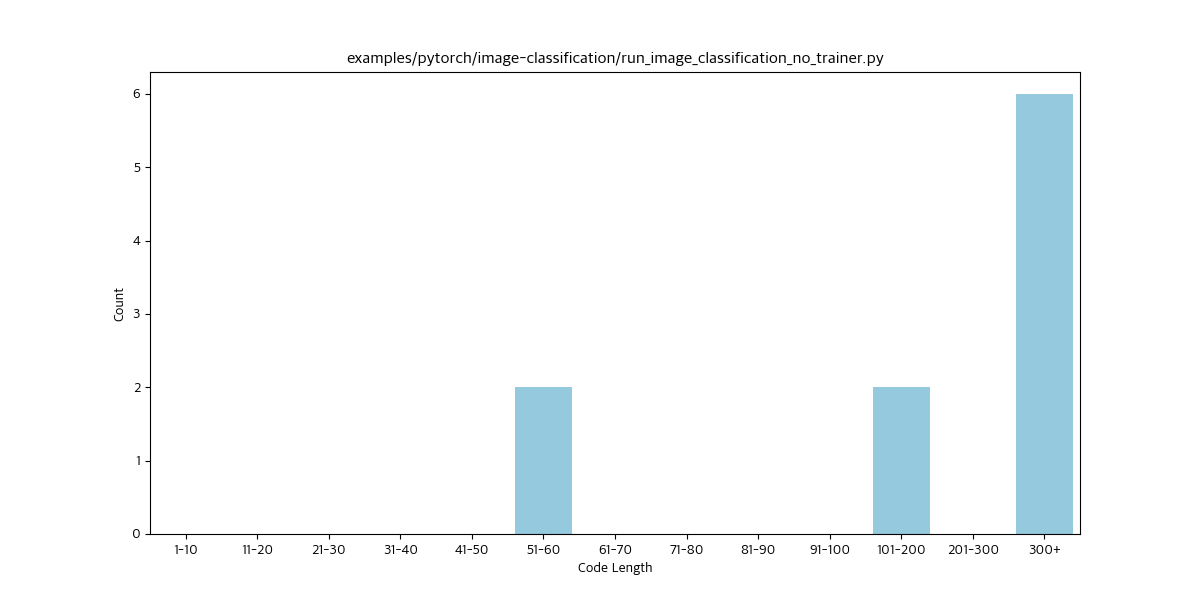 examples/pytorch/image-classification/run_image_classification_no_trainer.py
6
5
4
3
2
1
0
Count
1-10 11-20 21-30 31-40 41-50 51-60 61-70 71-80 81-90 91-100 101-200 201-300 300+
Code Length